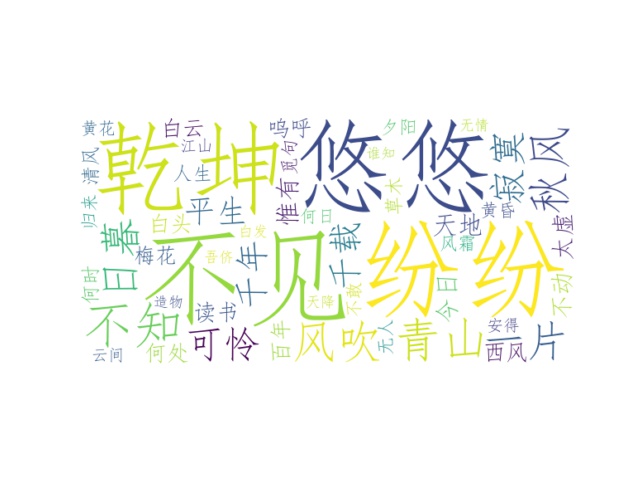 黄花
白云
呜呼
夕阳
无情
乾坤
悠悠
江山
谁知
清风
人生
觅句
寂寞
秋风
惟有
草木
归来
平生
白头
何日
黄昏
天地
日暮
不见
纷纷
白发
千载
风霜
太虚
梅花
千年
吾侪
何时
造物
天降
不敢
今日
不动
不知
读书
安得
可怜
风吹
无人
青山
一片
云间
何处
百年
西风